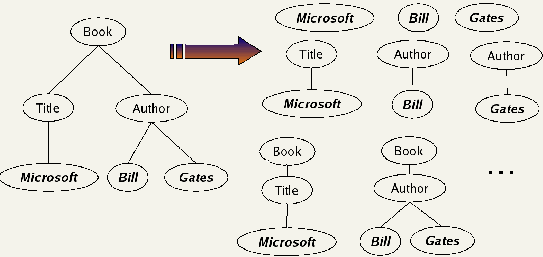 Book
Title Author
Microsoft Bill Gates
Microsoft Bill Gates
Title Author Author
Microsoft Bill Gates
Book Book
Title Author
Microsoft Bill Gates
...